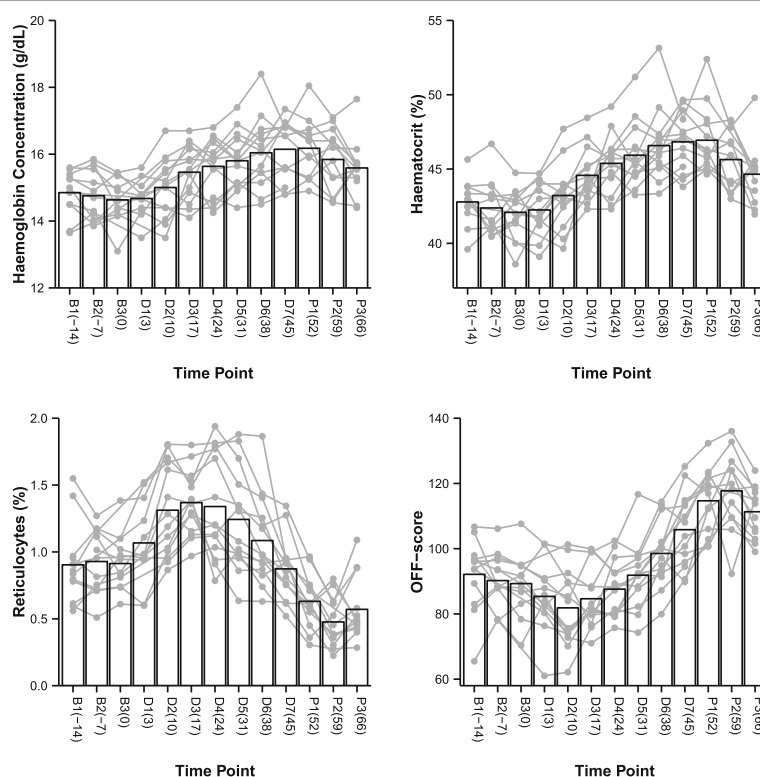 Haemoglobin Concentration (g/dL)
20
18
16
14
12
B1(−14)
B2(−7)
B3(0)
D1(3)
D2(10)
D3(17)
D4(24)
D5(31)
D6(38)
D7(45)
P1(52)
P2(59)
P3(66)
Time Point
Haematocrit (%)
55
50
45
40
B1(−14)
B2(−7)
B3(0)
D1(3)
D2(10)
D3(17)
D4(24)
D5(31)
D6(38)
D7(45)
P1(52)
P2(59)
P3(66)
Time Point
Reticulocytes (%)
2.0
1.5
1.0
0.5
0.0
B1(−14)
B2(−7)
B3(0)
D1(3)
D2(10)
D3(17)
D4(24)
D5(31)
D6(38)
D7(45)
P1(52)
P2(59)
P3(66)
Time Point
OFF−score
140
120
100
80
60
B1(−14)
B2(−7)
B3(0)
D1(3)
D2(10)
D3(17)
D4(24)
D5(31)
D6(38)
D7(45)
P1(52)
P2(59)
P3(66)
Time Point